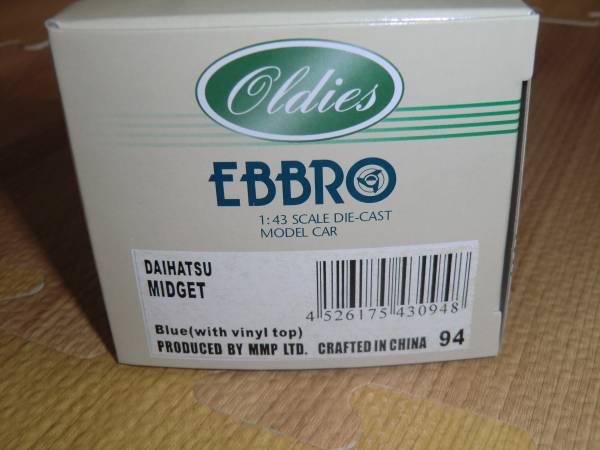 Oldies
EBBRO
1:43 SCALE DIE-CAST
MODEL CAR
DAIHATSU
MIDGET
4 526175 430948
Blue(with vinyl top)
PRODUCED BY MMP LTD. CRAFTED IN CHINA 94